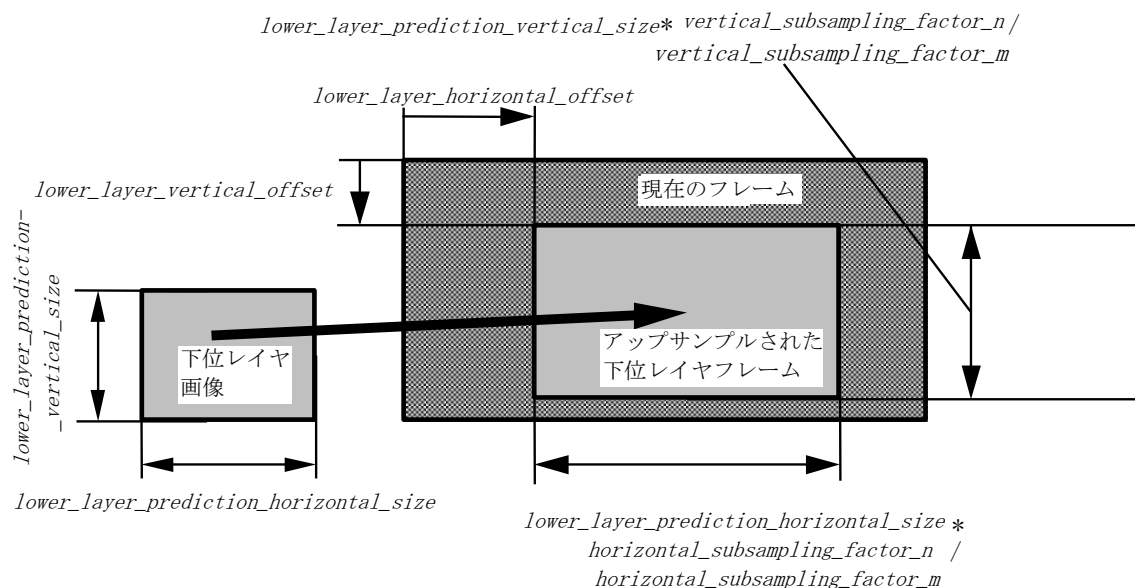 lower_layer_prediction_vertical_size* vertical_subsampling_factor_n /
vertical_subsampling_factor_m
lower_layer_horizontal_offset
lower_layer_vertical_offset
現在のフレーム
lower_layer_prediction-
_vertical_size
下位レイヤ
画像
アップサンプルされた
下位レイヤフレーム
lower_layer_prediction_horizontal_size
lower_layer_prediction_horizontal_size *
horizontal_subsampling_factor_n /
horizontal_subsampling_factor_m